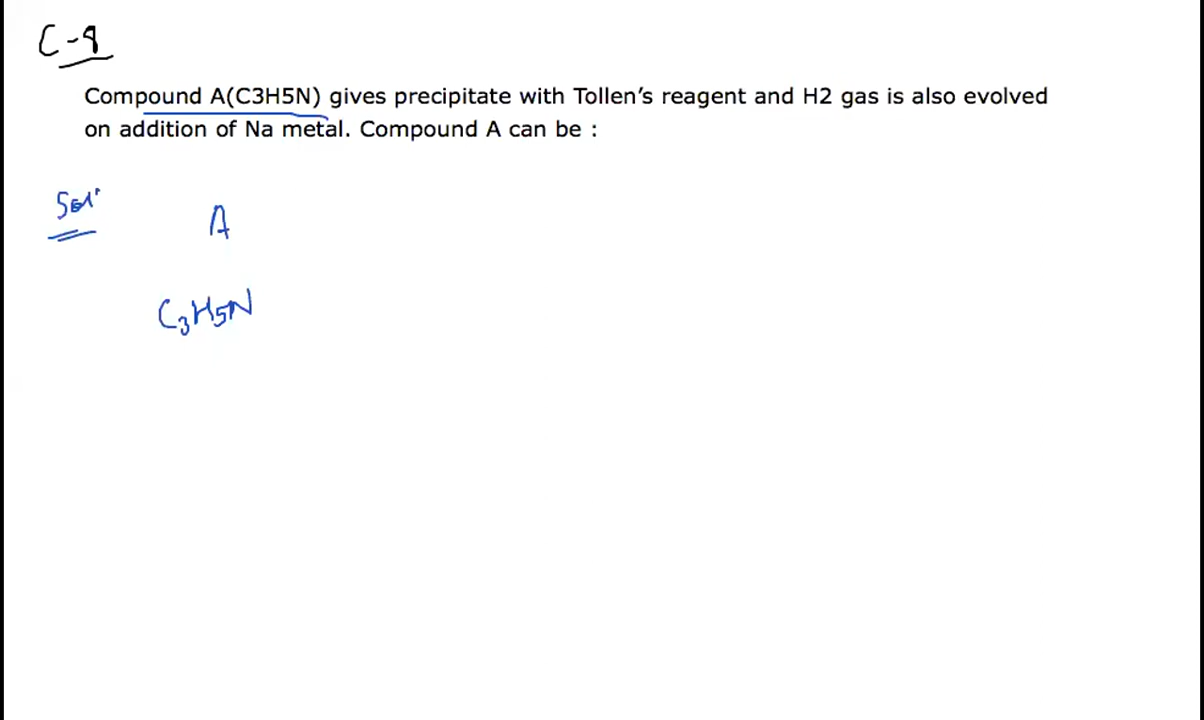 C-9
Compound A(C3H5N) gives precipitate with Tollen's reagent and H2 gas is also evolved
on addition of Na metal. Compound A can be :
Solⁿ
A
C₃H₅N